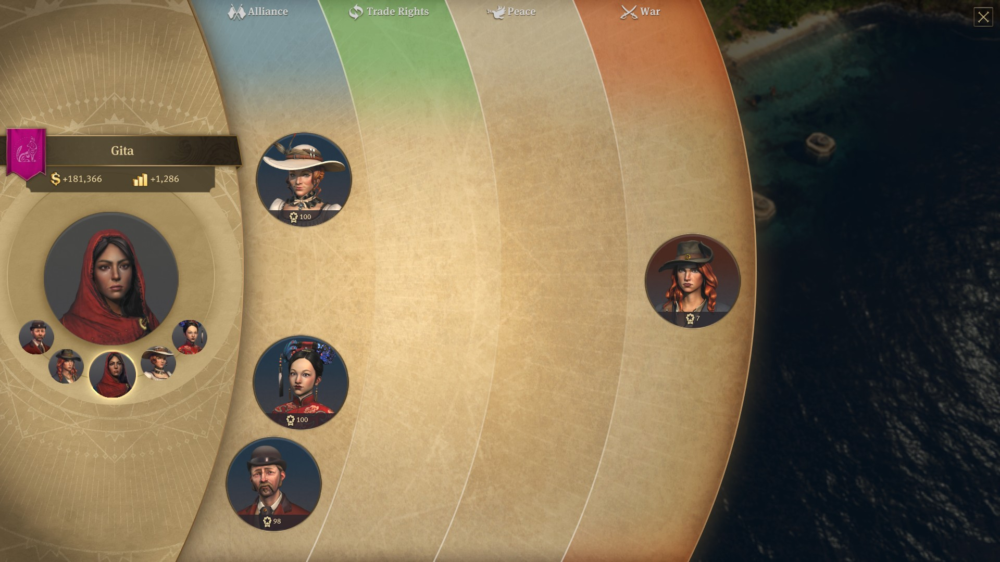 Alliance
Trade Rights
Peace
War
Gita
+181,366
+1,286
100
7
100
98